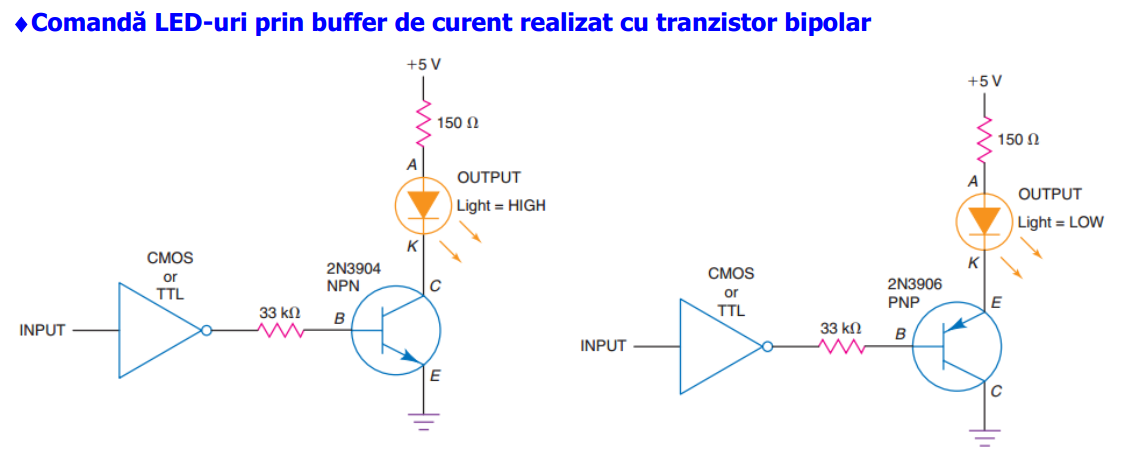 ♦Comandă LED-uri prin buffer de curent realizat cu tranzistor bipolar
+5 V
150 Ω
A
OUTPUT
Light = HIGH
K
CMOS
or
TTL
2N3904
NPN
C
33 kΩ
B
INPUT
E
+5 V
150 Ω
A
OUTPUT
Light = LOW
K
CMOS
or
TTL
2N3906
PNP
E
33 kΩ
B
INPUT
C